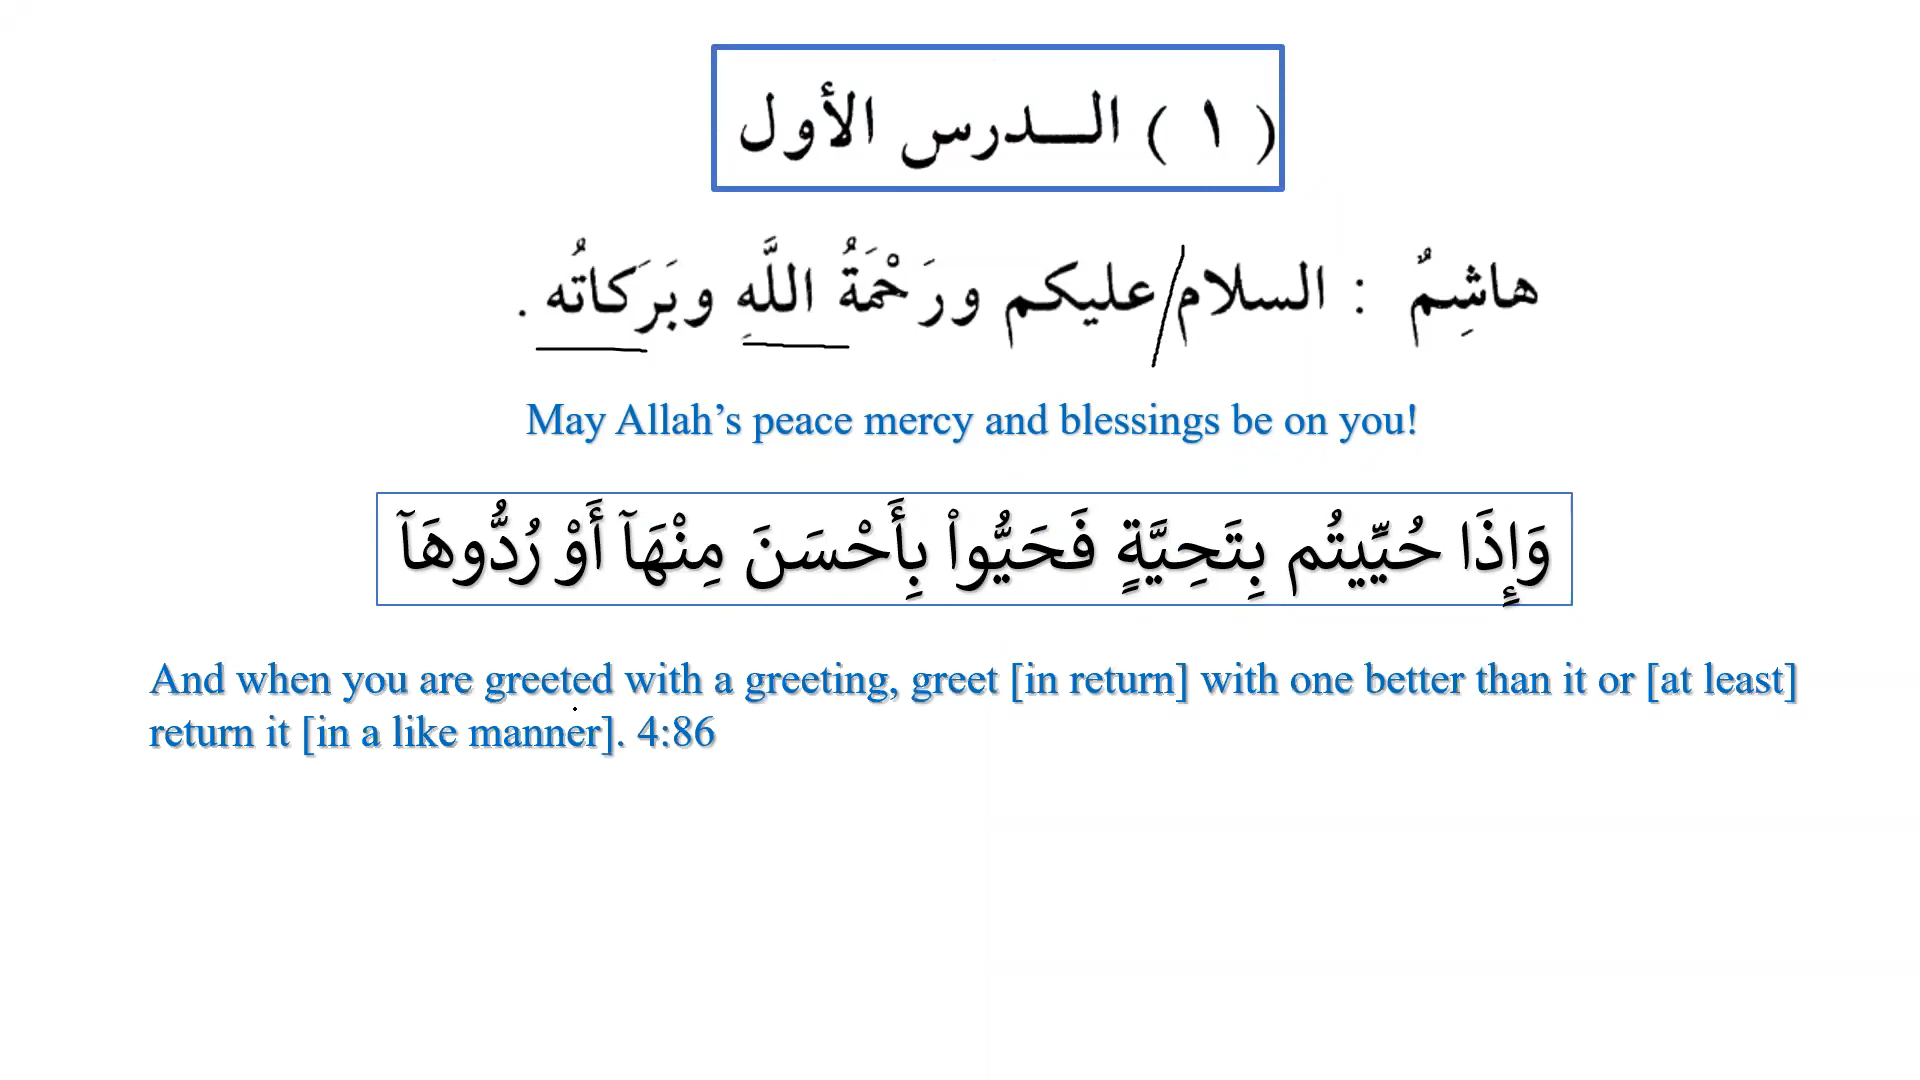 ( ١ ) الـدرس الأول
هاشِمٌ : السلام عليكم ورَحْمَةُ اللَّهِ وبَرَكاتُه .
May Allah’s peace mercy and blessings be on you!
وَإِذَا حُيِّيتُم بِتَحِيَّةٍ فَحَيُّوا۟ بِأَحْسَنَ مِنْهَآ أَوْ رُدُّوهَآ
And when you are greeted with a greeting, greet [in return] with one better than it or [at least]
return it [in a like manner]. 4:86